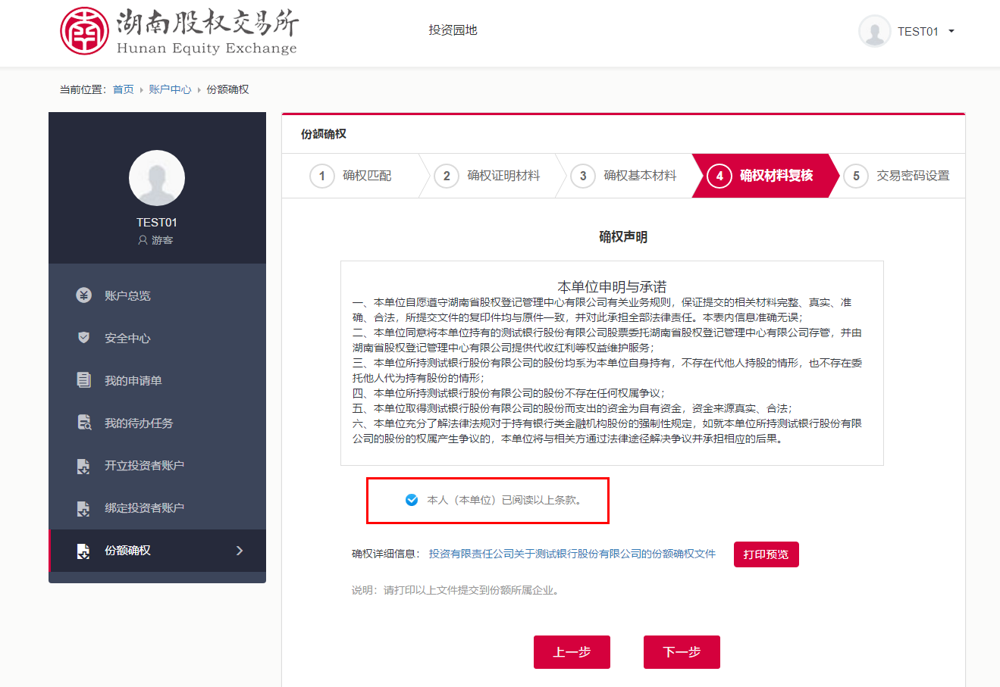 湖南股权交易所
Hunan Equity Exchange
投资园地
TEST01
当前位置：首页 账户中心 份额确权
TEST01
游客
账户总览
安全中心
我的申请单
我的待办任务
开立投资者账户
绑定投资者账户
份额确权
份额确权
1 确权匹配
2 确权证明材料
3 确权基本材料
4 确权材料复核
5 交易密码设置
确权声明
本单位申明与承诺
一、本单位自愿遵守湖南省股权登记管理中心有限公司有关业务规则，保证提交的相关材料完整、真实、准
确、合法，所提交文件的复印件均与原件一致，并对此承担全部法律责任。本表内信息准确无误；
二、本单位同意将本单位持有的测试银行股份有限公司股票委托湖南省股权登记管理中心有限公司存管，并由
湖南省股权登记管理中心有限公司提供代收红利等权益维护服务；
三、本单位所持测试银行股份有限公司的股份均系为本单位自身持有，不存在代他人持股的情形，也不存在委
托他人代为持有股份的情形；
四、本单位所持测试银行股份有限公司的股份不存在任何权属争议；
五、本单位取得测试银行股份有限公司的股份而支出的资金为自有资金，资金来源真实、合法；
六、本单位充分了解法律法规对于持有银行类金融机构股份的强制性规定，如就本单位所持测试银行股份有限
公司的股份的权属产生争议的，本单位将与相关方通过法律途径解决争议并承担相应的后果。
本人（本单位）已阅读以上条款。
确权详细信息： 投资有限责任公司关于测试银行股份有限公司的份额确权文件 打印预览
说明：请打印以上文件提交到份额所属企业。
上一步 下一步